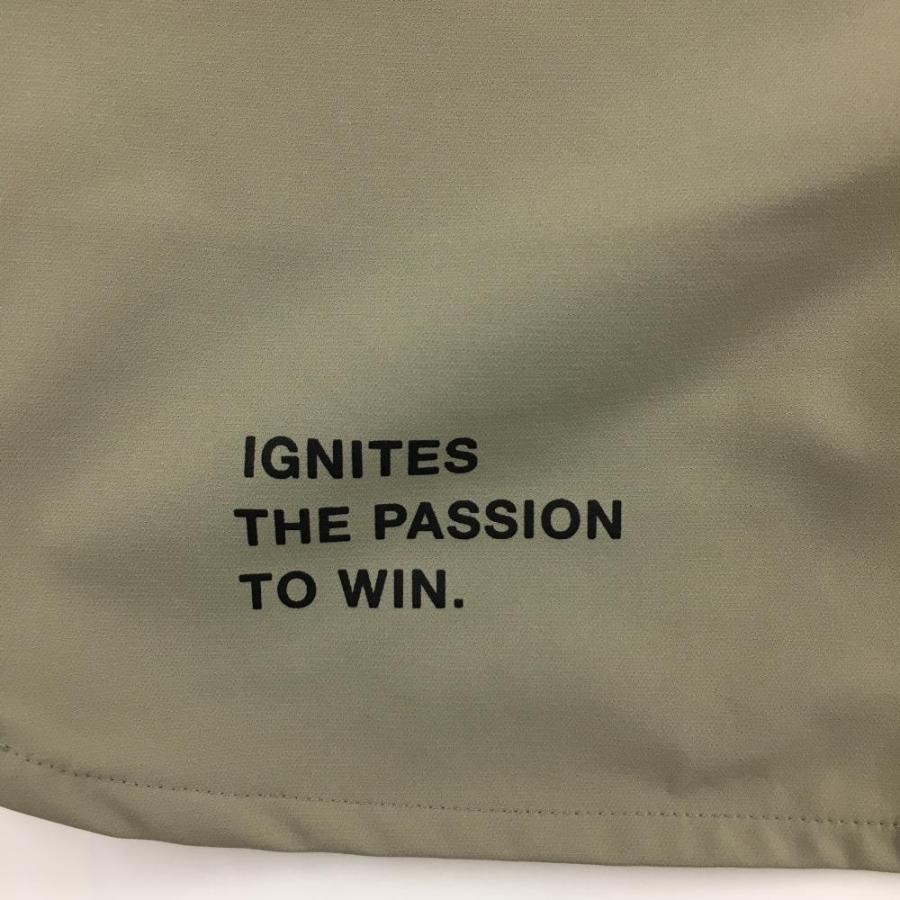 IGNITES
THE PASSION
TO WIN.